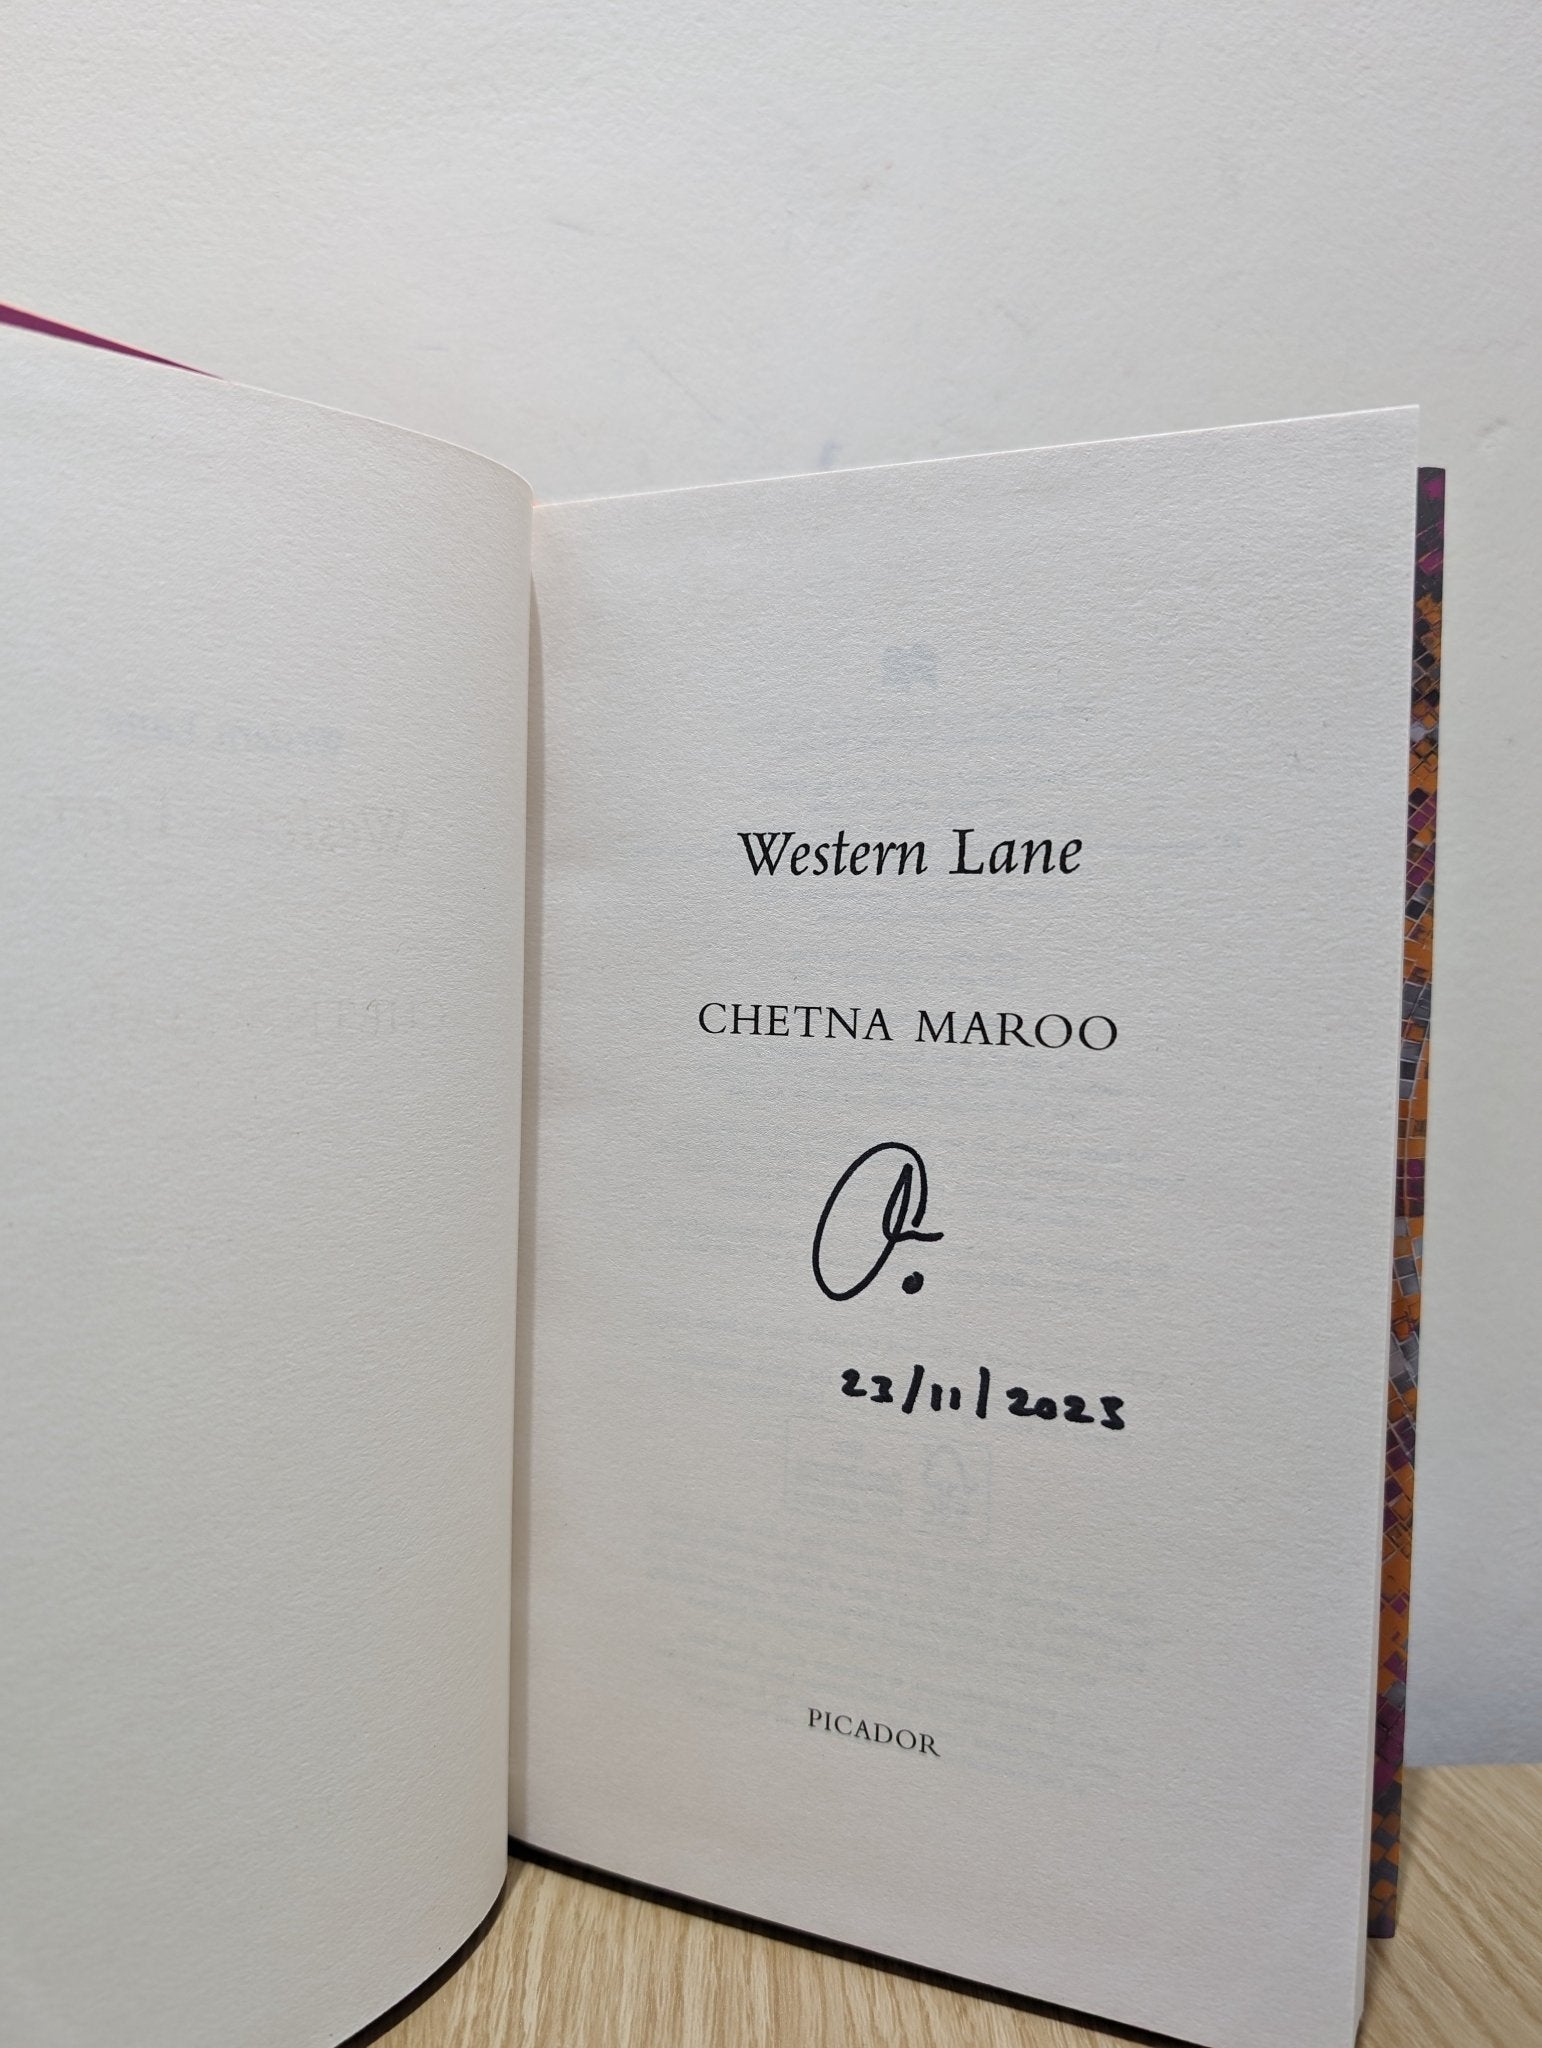 Western Lane
CHETNA MAROO
23/11/2023
PICADOR